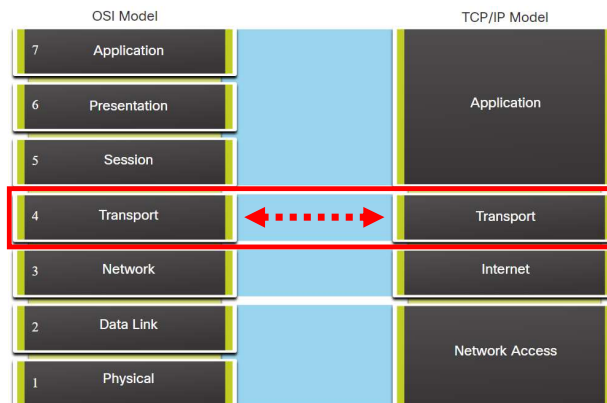 OSI Model
TCP/IP Model
7 Application
6 Presentation
Application
5 Session
4 Transport
Transport
3 Network
Internet
2 Data Link
Network Access
1 Physical